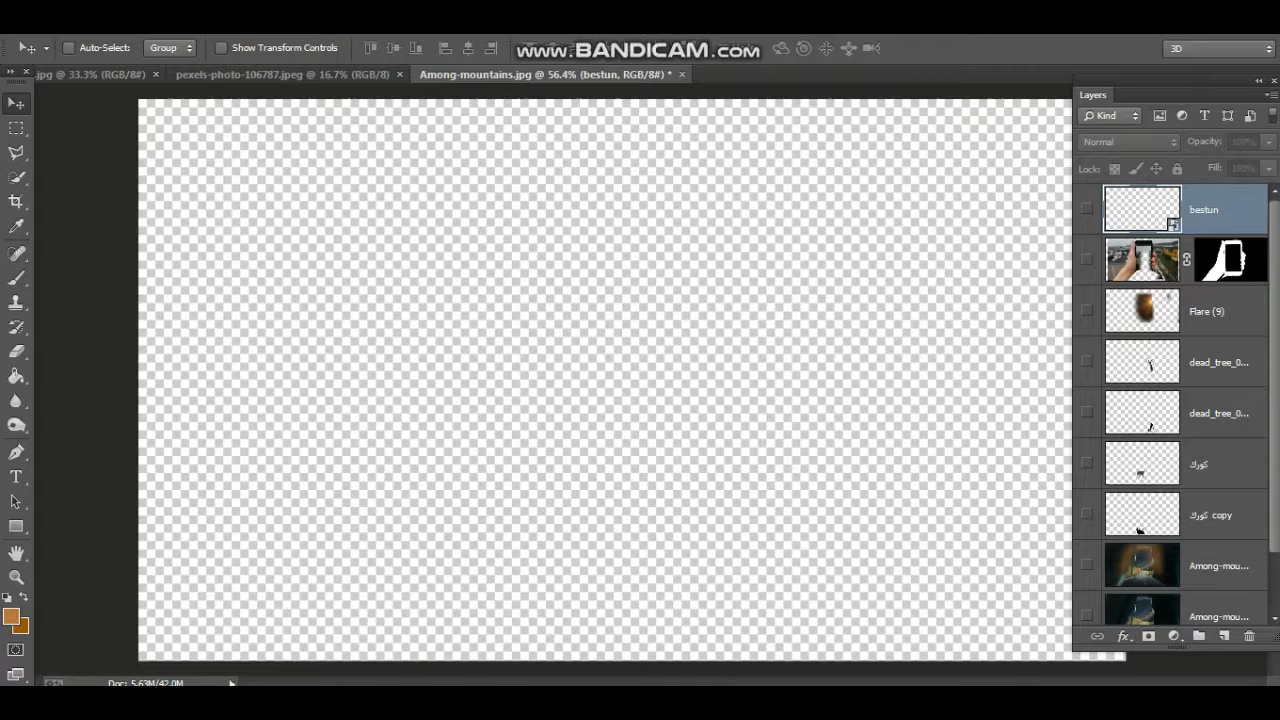 Auto-Select:
Group
Show Transform Controls
www.BANDICAM.com
3D
.jpg @ 33.3% (RGB/8#)
pexels-photo-106787.jpeg @ 16.7% (RGB/8)
Among-mountains.jpg @ 56.4% (bestun, RGB/8#) *
Layers
Kind
Normal
Opacity: 100%
Lock:
Fill: 100%
bestun
Flare (9)
dead_tree_0...
dead_tree_0...
كورك
كورك copy
Among-mou...
Among-mou...
Doc: 5.63M/42.0M